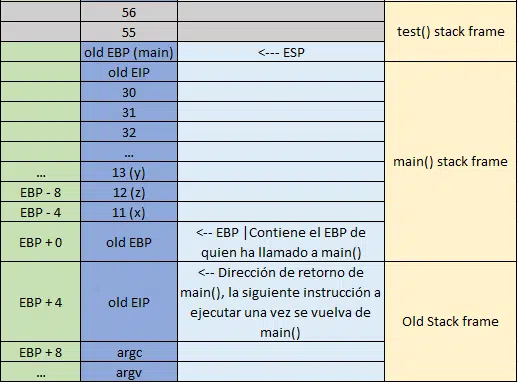 56
55
test() stack frame
old EBP (main)
<--- ESP
old EIP
30
31
32
...
main() stack frame
... 13 (y)
EBP - 8 12 (z)
EBP - 4 11 (x)
EBP + 0 old EBP
<-- EBP |Contiene el EBP de
quien ha llamado a main()
EBP + 4 old EIP
<-- Dirección de retorno de
main(), la siguiente instrucción a
ejecutar una vez se vuelva de
main()
Old Stack frame
EBP + 8 argc
... argv